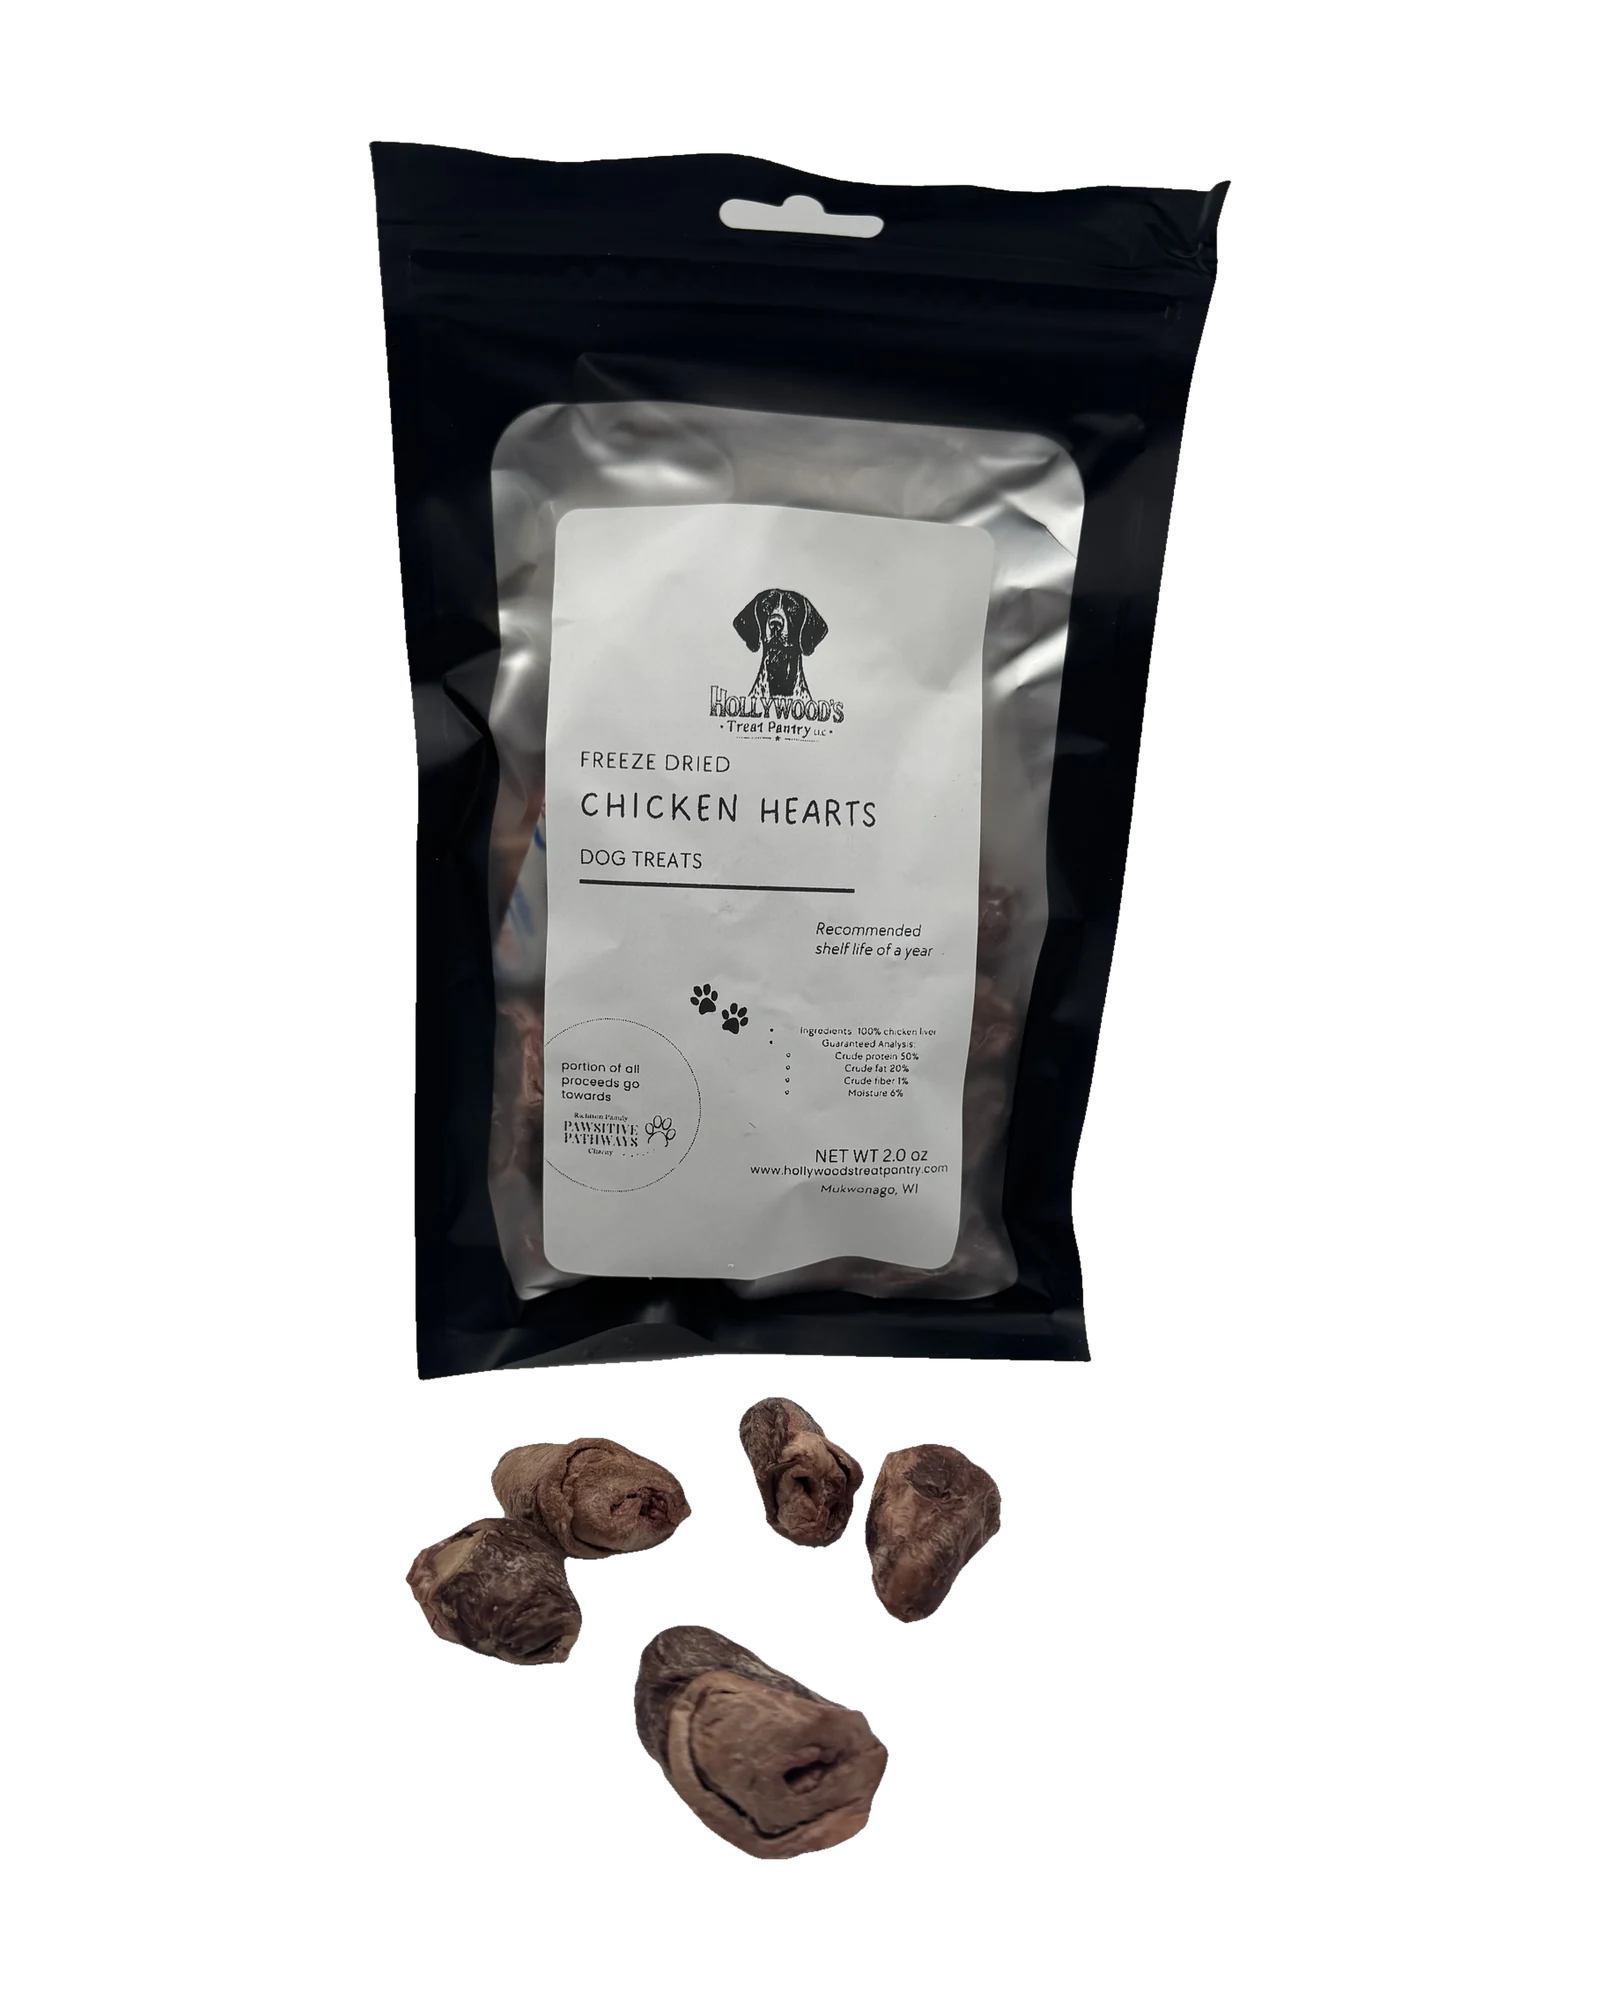 HOLLYWOOD'S
• Treat Pantry LLC •
FREEZE DRIED
CHICKEN HEARTS
DOG TREATS
Recommended
shelf life of a year
Ingredients: 100% chicken liver
Guaranteed Analysis:
Crude protein 50%
Crude fat 20%
Crude fiber 1%
Moisture 6%
portion of all
proceeds go
towards
Family
PAWSITIVE
PATHWAYS
Charity
NET WT 2.0 oz
www.hollywoodstreatpantry.com
Mukwonago, WI